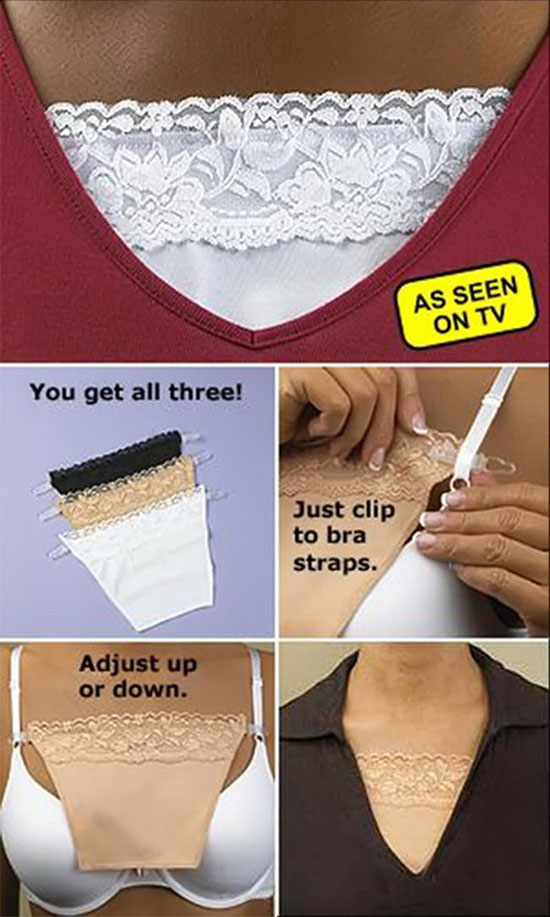 AS SEEN
ON TV
You get all three!
Just clip
to bra
straps.
Adjust up
or down.